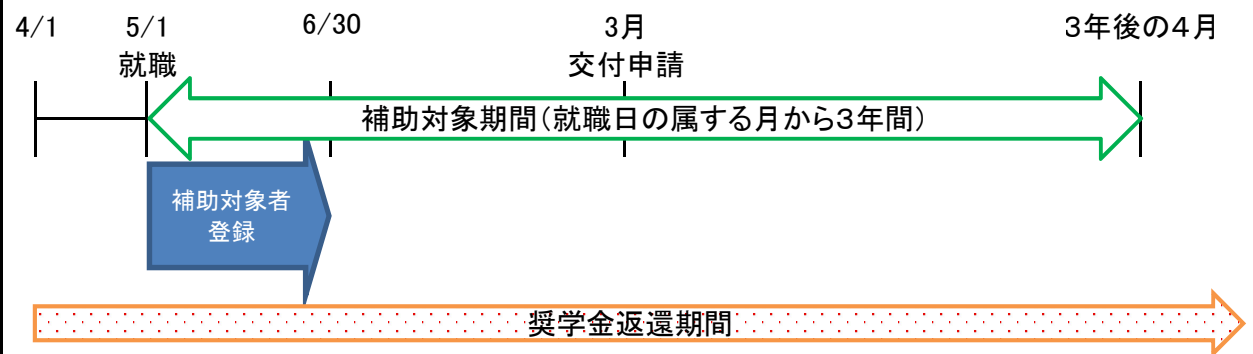 4/1
5/1
6/30
3月
3年後の4月
就職
交付申請
補助対象期間(就職日の属する月から3年間)
補助対象者
登録
奨学金返還期間